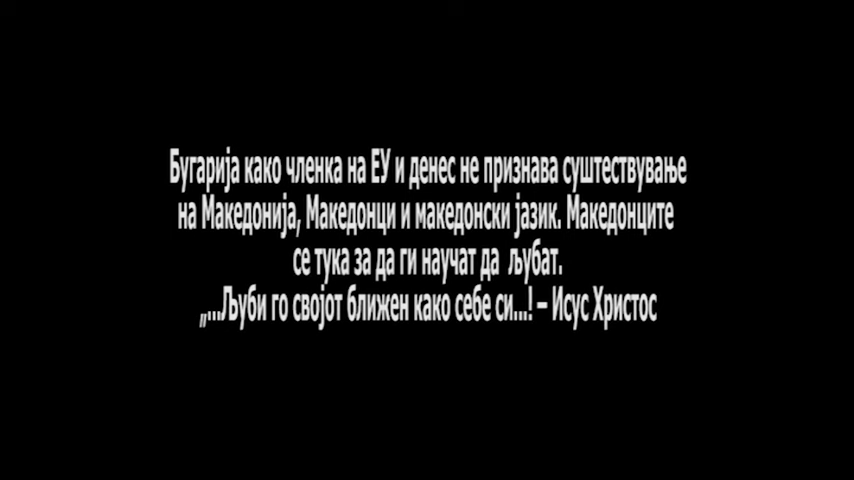 Бугарија како членка на ЕУ и денес не признава суштествување
на Македонија, Македонци и македонски јазик. Македонците
се тука за да ги научат да љубат.
„...Љуби го својот ближен како себе си...! – Исус Христос